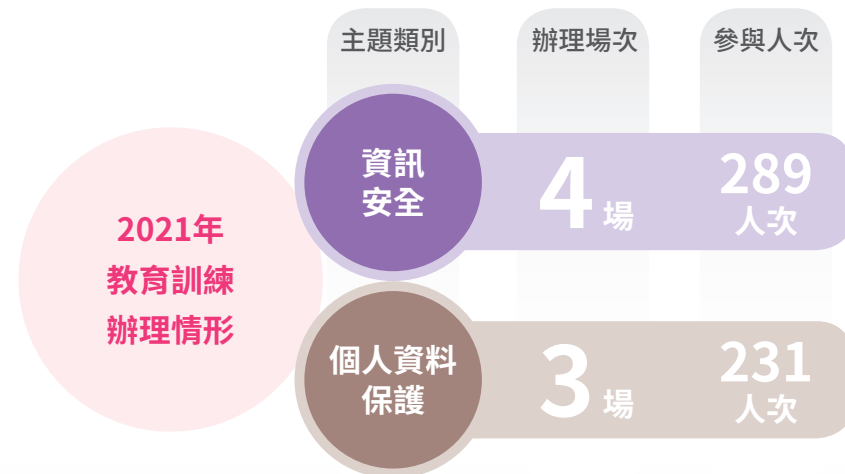 主題類別
辦理場次
參與人次
2021年
教育訓練
辦理情形
資訊
安全
4場
289
人次
個人資料
保護
3場
231
人次